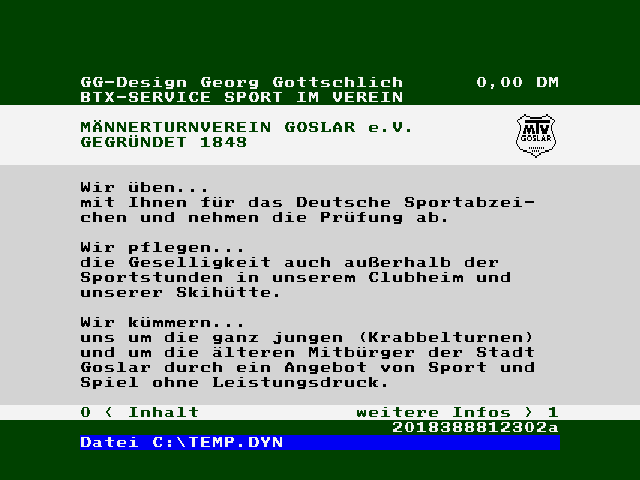 GG-Design Georg Gottschlich 0,00 DM
BTX-SERVICE SPORT IM VEREIN
MÄNNERTURNVEREIN GOSLAR e.V.
GEGRÜNDET 1849
MTV
GOSLAR
Wir üben...
mit Ihnen für das Deutsche Sportabzei-
chen und nehmen die Prüfung ab.
Wir pflegen...
die Geselligkeit auch außerhalb der
Sportstunden in unserem Clubheim und
unserer Skihütte.
Wir kümmern...
uns um die ganz jungen (Krabbelturnen)
und um die älteren Mitbürger der Stadt
Goslar durch ein Angebot von Sport und
Spiel ohne Leistungsdruck.
0 < Inhalt weitere Infos > 1
2018388812302a
Datei C:\TEMP.DYN